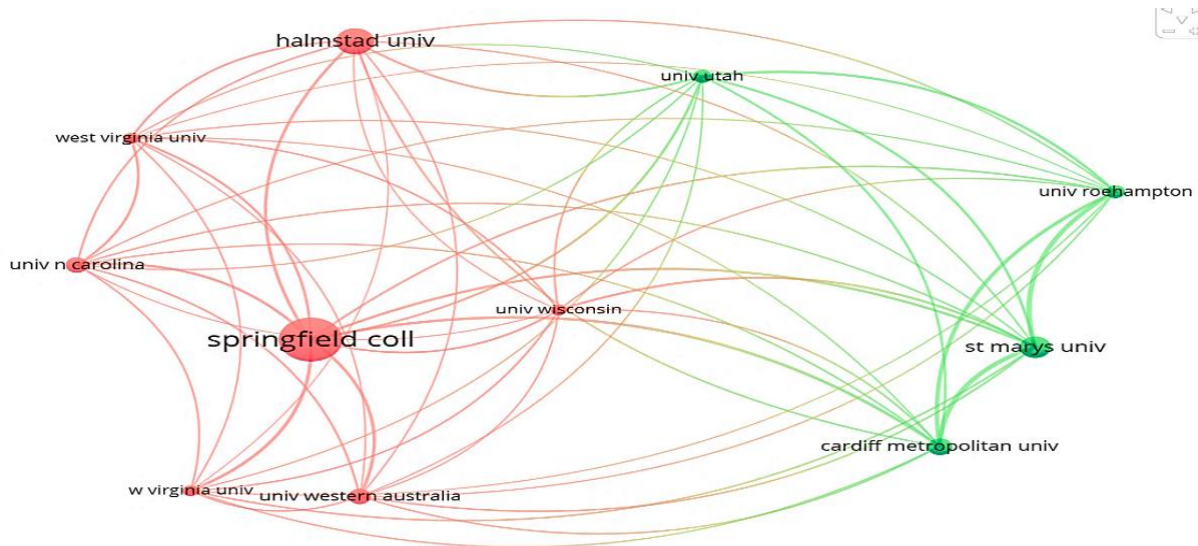 halmstad univ
univ utah
west virginia univ
univ roehampton
univ n carolina
univ wisconsin
springfield coll
st marys univ
cardiff metropolitan univ
w virginia univ
univ western australia